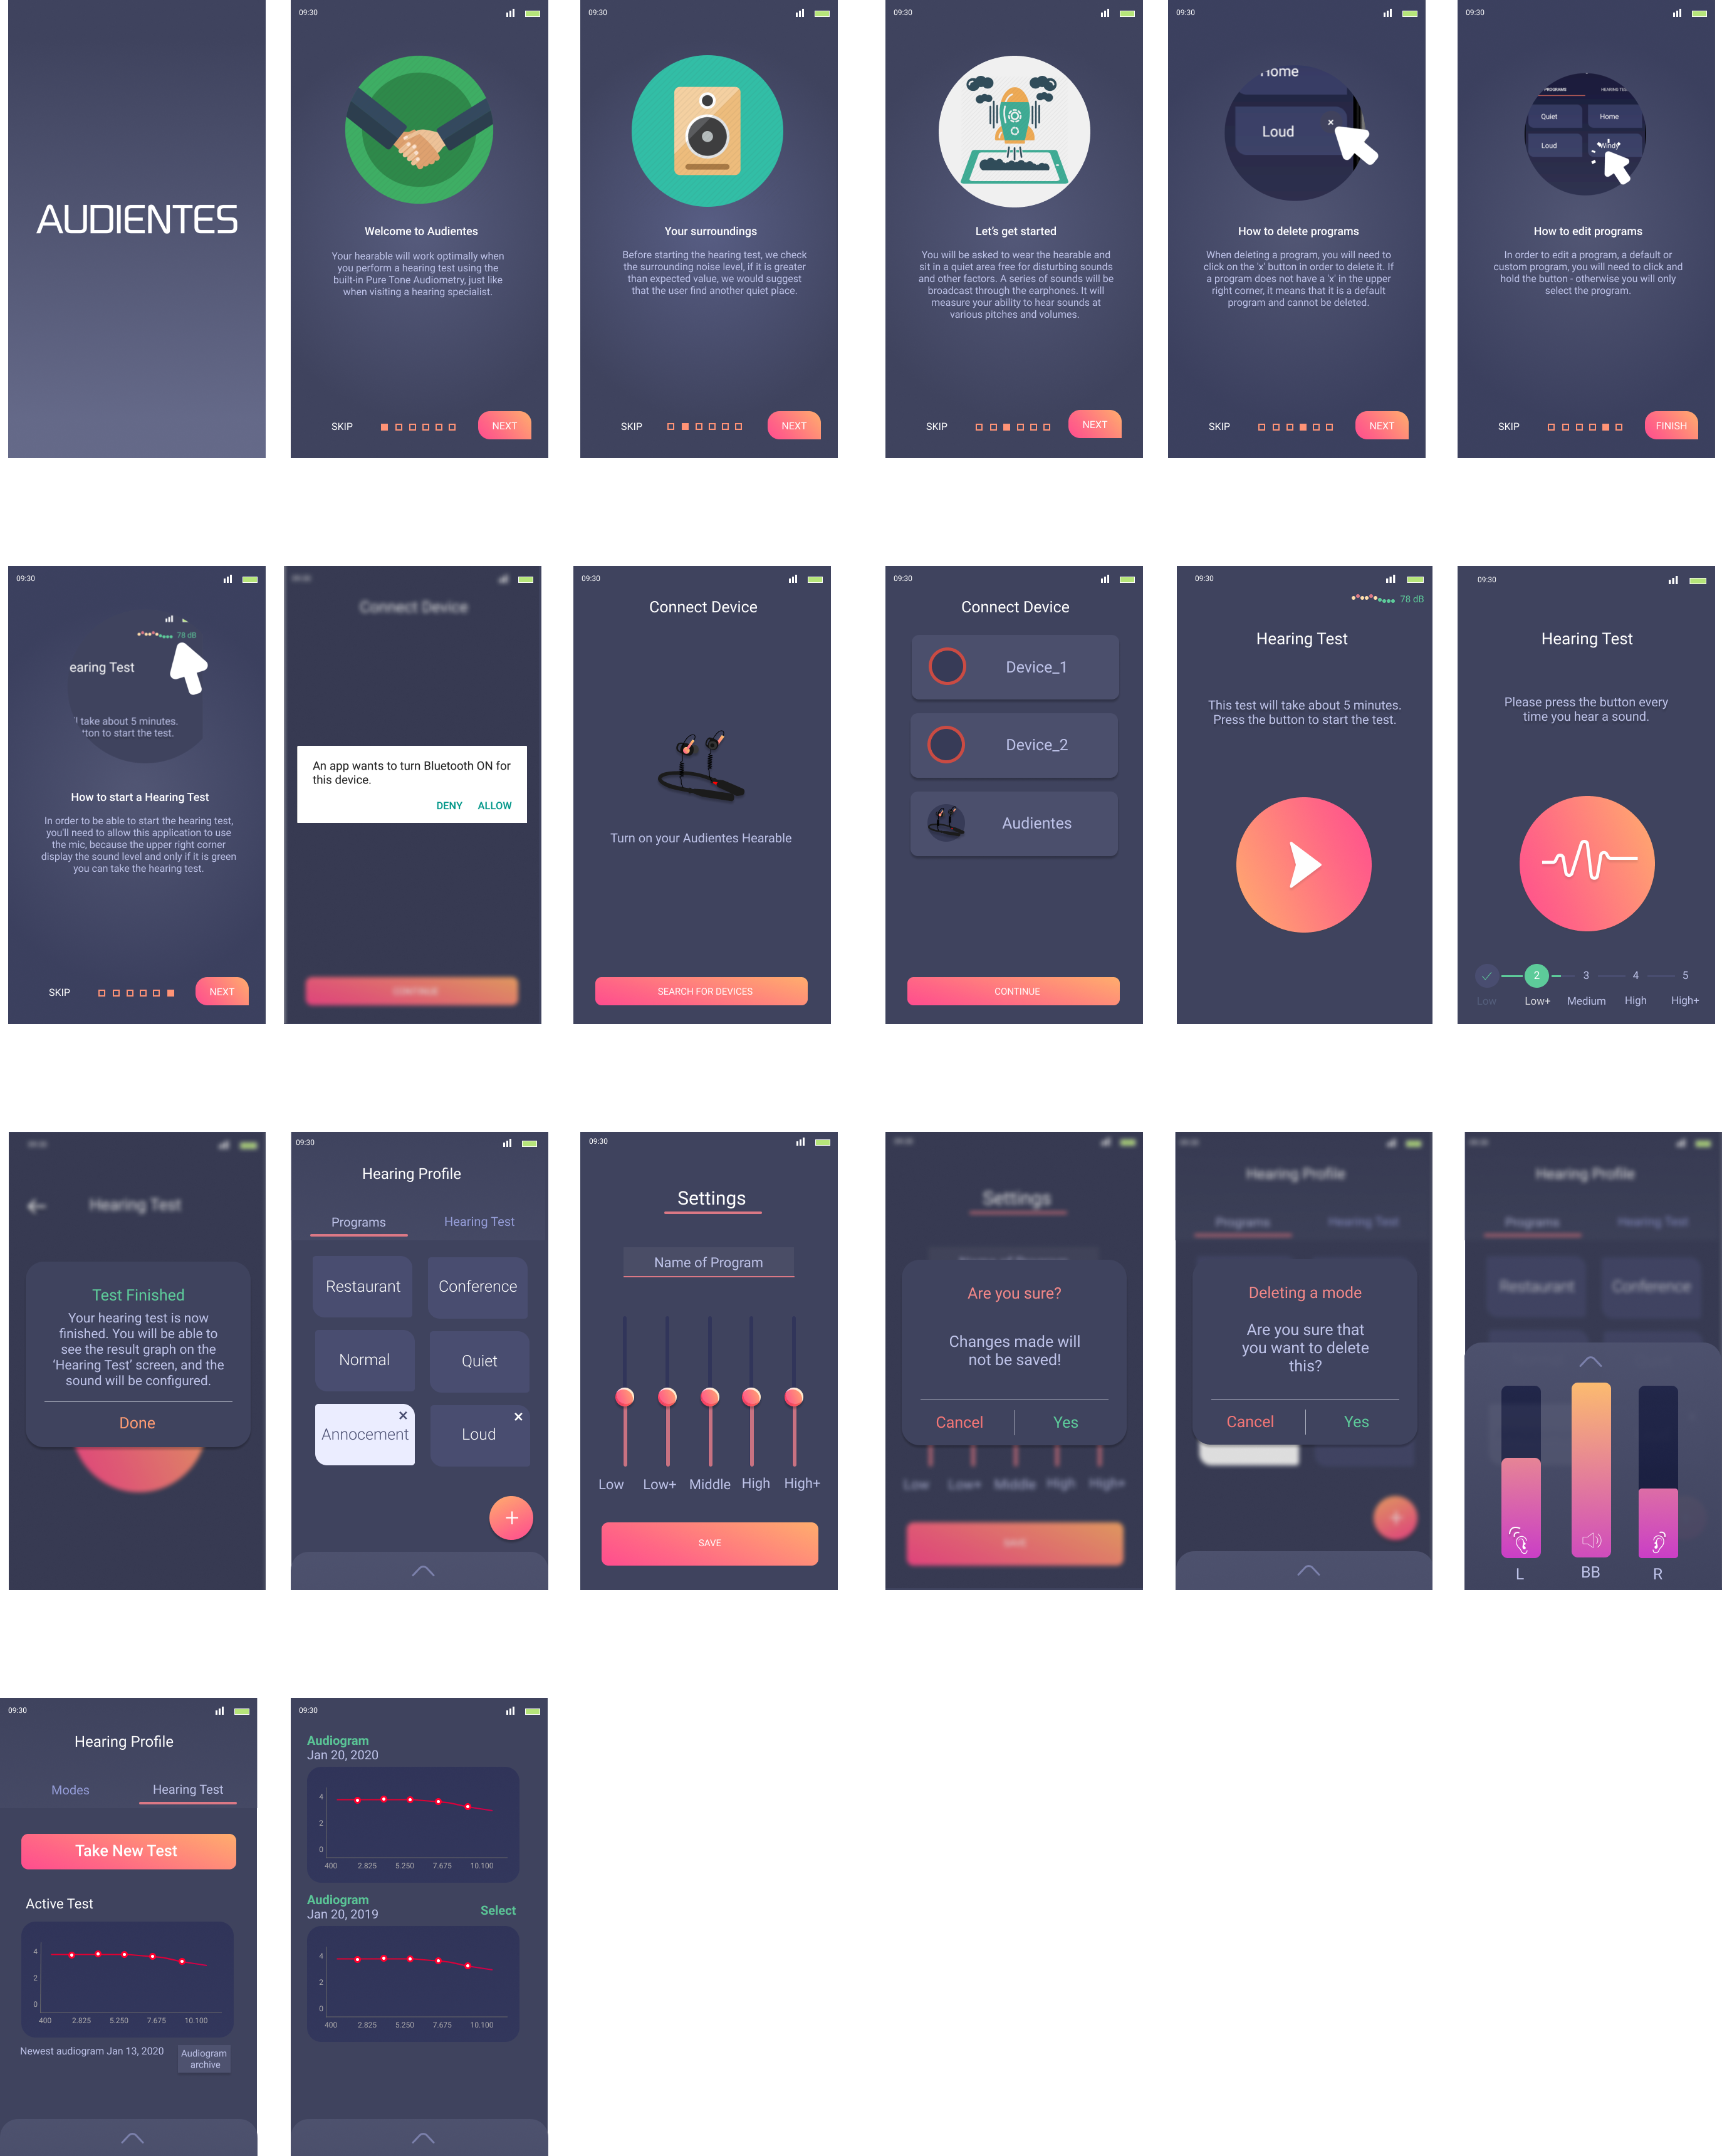 AUDIENTES
09:30
Welcome to Audientes
Your hearable will work optimally when
you perform a hearing test using the
built-in Pure Tone Audiometry, just like
when visiting a hearing specialist.
SKIP
NEXT
09:30
Your surroundings
Before starting the hearing test, we check
the surrounding noise level, if it is greater
than expected value, we would suggest
that the user find another quiet place.
SKIP
NEXT
09:30
Let's get started
You will be asked to wear the hearable and
sit in a quiet area free for disturbing sounds
and other factors. A series of sounds will be
broadcast through the earphones. It will
measure your ability to hear sounds at
various pitches and volumes.
SKIP
NEXT
09:30
Home
Loud
×
How to delete programs
When deleting a program, you will need to
click on the 'x' button in order to delete it. If
a program does not have a 'x' in the upper
right corner, it means that it is a default
program and cannot be deleted.
SKIP
NEXT
09:30
PROGRAMS
HEARING TES
Quiet
Home
Loud
Windy
How to edit programs
In order to edit a program, a default or
custom program, you will need to click and
hold the button - otherwise you will only
select the program.
SKIP
FINISH
09:30
78 dB
earing Test
l take about 5 minutes.
tton to start the test.
How to start a Hearing Test
In order to be able to start the hearing test,
you'll need to allow this application to use
the mic, because the upper right corner
display the sound level and only if it is green
you can take the hearing test.
SKIP
NEXT
09:30
Connect Device
An app wants to turn Bluetooth ON for
this device.
DENY
ALLOW
CONTINUE
09:30
Connect Device
Turn on your Audientes Hearable
SEARCH FOR DEVICES
09:30
Connect Device
Device_1
Device_2
Audientes
CONTINUE
09:30
78 dB
Hearing Test
This test will take about 5 minutes.
Press the button to start the test.
09:30
Hearing Test
Please press the button every
time you hear a sound.
2 3 4 5
Low Low+ Medium High High+
09:30
Hearing Test
Test Finished
Your hearing test is now
finished. You will be able to
see the result graph on the
'Hearing Test' screen, and the
sound will be configured.
Done
09:30
Hearing Profile
Programs
Hearing Test
Restaurant
Conference
Normal
Quiet
×
Annocement
×
Loud
+
09:30
Settings
Name of Program
Low Low+ Middle High High+
SAVE
09:30
Settings
Are you sure?
Changes made will
not be saved!
Cancel
Yes
Low Low+ Middle High High+
SAVE
09:30
Hearing Profile
Programs
Hearing Test
Deleting a mode
Are you sure that
you want to delete
this?
Cancel
Yes
+
09:30
Hearing Profile
Programs
Hearing Test
Restaurant
Conference
L BB R
09:30
Hearing Profile
Modes
Hearing Test
Take New Test
Active Test
4
2
0
400 2.825 5.250 7.675 10.100
Newest audiogram Jan 13, 2020
Audiogram
archive
09:30
Audiogram
Jan 20, 2020
4
2
0
400 2.825 5.250 7.675 10.100
Audiogram
Jan 20, 2019
Select
4
2
0
400 2.825 5.250 7.675 10.100